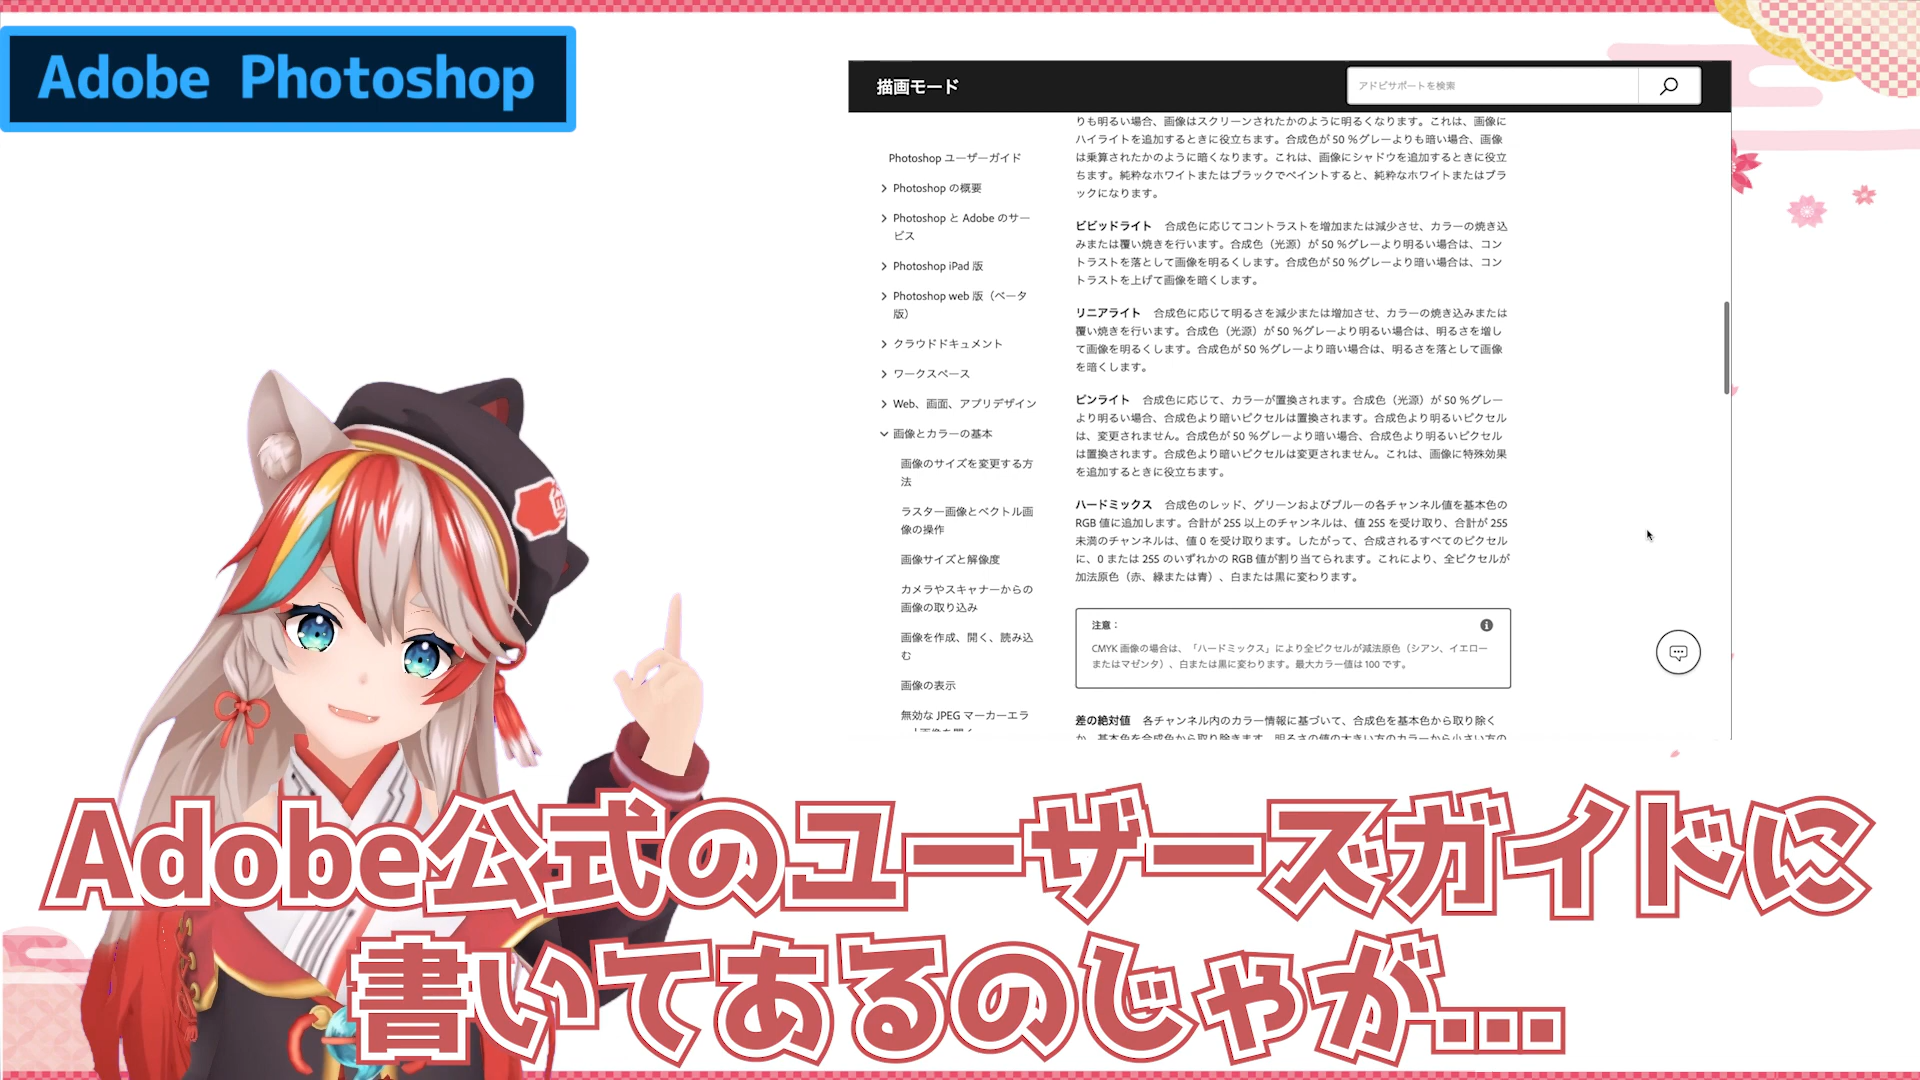 Adobe Photoshop
描画モード
アドビサポートを検索
Photoshop ユーザーガイド
Photoshop の概要
Photoshop と Adobe のサー
ビス
Photoshop iPad 版
Photoshop web 版（ベータ
版）
クラウドドキュメント
ワークスペース
Web、画面、アプリデザイン
画像とカラーの基本
画像のサイズを変更する方
法
ラスター画像とベクトル画
像の操作
画像サイズと解像度
カメラやスキャナーからの
画像の取り込み
画像を作成、開く、読み込
む
画像の表示
無効な JPEG マーカーエラ
りも明るい場合、画像はスクリーンされたかのように明るくなります。これは、画像に
ハイライトを追加するときに役立ちます。合成色が 50 %グレーよりも暗い場合、画像
は乗算されたかのように暗くなります。これは、画像にシャドウを追加するときに役立
ちます。純粋なホワイトまたはブラックでペイントすると、純粋なホワイトまたはブラ
ックになります。
ビビッドライト　合成色に応じてコントラストを増加または減少させ、カラーの焼き込
みまたは覆い焼きを行います。合成色（光源）が 50 %グレーより明るい場合は、コン
トラストを落として画像を明るくします。合成色が 50 %グレーより暗い場合は、コン
トラストを上げて画像を暗くします。
リニアライト　合成色に応じて明るさを減少または増加させ、カラーの焼き込みまたは
覆い焼きを行います。合成色（光源）が 50 %グレーより明るい場合は、明るさを増し
て画像を明るくします。合成色が 50 %グレーより暗い場合は、明るさを落として画像
を暗くします。
ピンライト　合成色に応じて、カラーが置換されます。合成色（光源）が 50 %グレー
より明るい場合、合成色より暗いピクセルは置換されます。合成色より明るいピクセル
は、変更されません。合成色が 50 %グレーより暗い場合、合成色より明るいピクセル
は置換されます。合成色より暗いピクセルは変更されません。これは、画像に特殊効果
を追加するときに役立ちます。
ハードミックス　合成色のレッド、グリーンおよびブルーの各チャンネル値を基本色の
RGB 値に追加します。合計が 255 以上のチャンネルは、値 255 を受け取り、合計が 255
未満のチャンネルは、値 0 を受け取ります。したがって、合成されるすべてのピクセル
に、0 または 255 のいずれかの RGB 値が割り当てられます。これにより、全ピクセルが
加法原色（赤、緑または青）、白または黒に変わります。
注意：
CMYK 画像の場合は、「ハードミックス」により全ピクセルが減法原色（シアン、イエロー
またはマゼンタ）、白または黒に変わります。最大カラー値は 100 です。
差の絶対値　各チャンネル内のカラー情報に基づいて、合成色を基本色から取り除く
か、基本色を合成色から取り除きます。明るさの値の大きい方のカラーから小さい方の
Adobe公式のユーザーズガイドに
書いてあるのじゃが...